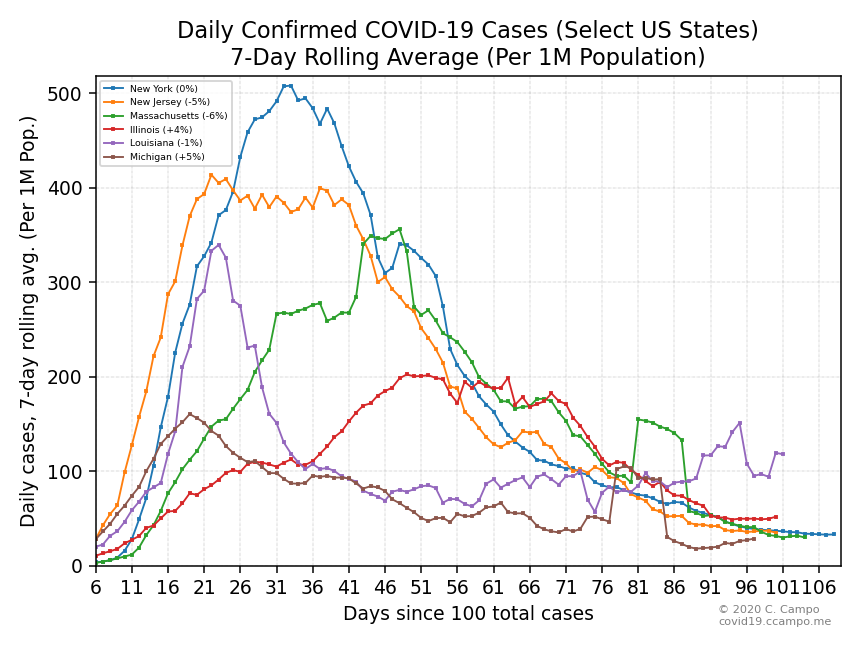 Daily Confirmed COVID-19 Cases (Select US States)
7-Day Rolling Average (Per 1M Population)
Daily cases, 7-day rolling avg. (Per 1M Pop.)
500
400
300
200
100
0
New York (0%)
New Jersey (-5%)
Massachusetts (-6%)
Illinois (+4%)
Louisiana (-1%)
Michigan (+5%)
6 11 16 21 26 31 36 41 46 51 56 61 66 71 76 81 86 91 96 101 106
Days since 100 total cases
© 2020 C. Campo
covid19.ccampo.me